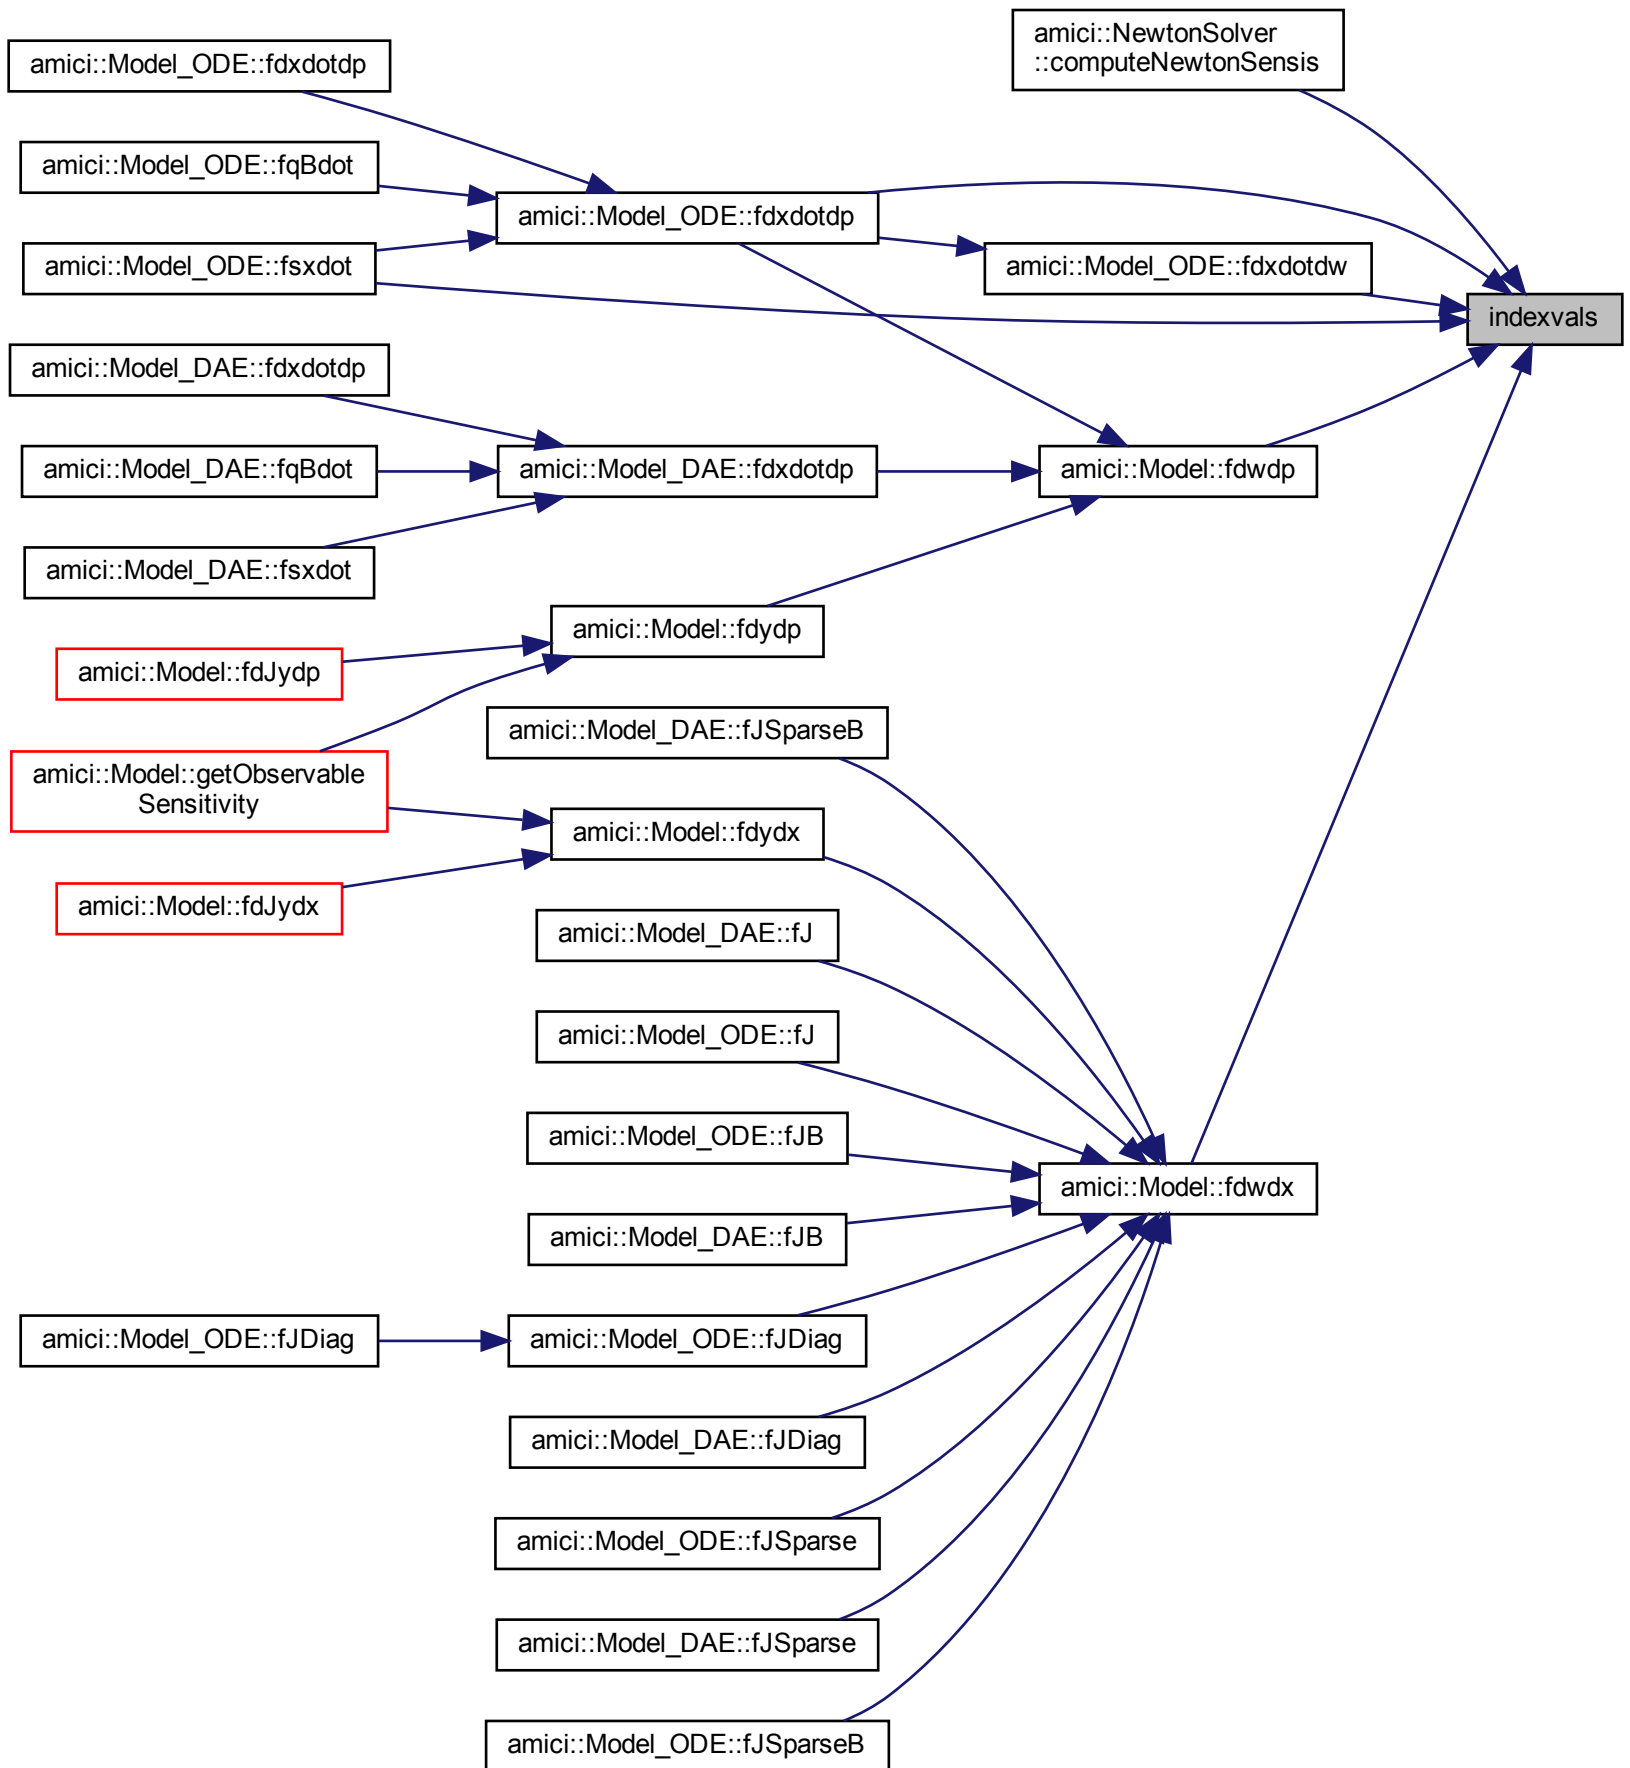 amici::NewtonSolver
::computeNewtonSensis
amici::Model_ODE::fdxdotdp
amici::Model_ODE::fqBdot
amici::Model_ODE::fdxdotdp
amici::Model_ODE::fsxdot
amici::Model_ODE::fdxdotdw
indexvals
amici::Model_DAE::fdxdotdp
amici::Model_DAE::fqBdot
amici::Model_DAE::fdxdotdp
amici::Model::fdwdp
amici::Model_DAE::fsxdot
amici::Model::fdydp
amici::Model::fdJydp
amici::Model_DAE::fJSparseB
amici::Model::getObservable
Sensitivity
amici::Model::fdydx
amici::Model::fdJydx
amici::Model_DAE::fJ
amici::Model_ODE::fJ
amici::Model_ODE::fJB
amici::Model::fdwdx
amici::Model_DAE::fJB
amici::Model_ODE::fJDiag
amici::Model_ODE::fJDiag
amici::Model_DAE::fJDiag
amici::Model_ODE::fJSparse
amici::Model_DAE::fJSparse
amici::Model_ODE::fJSparseB